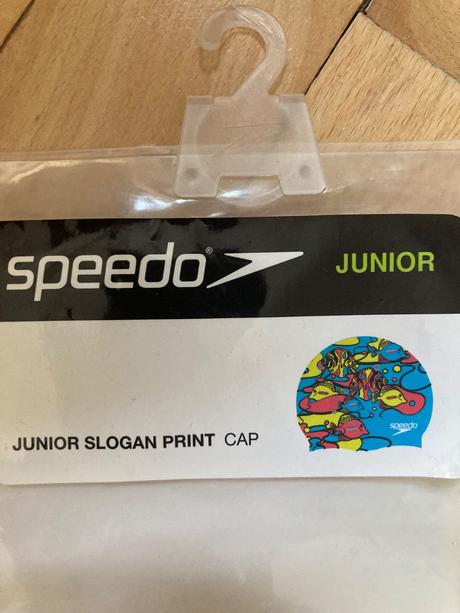 speedo®
JUNIOR
speedo
JUNIOR SLOGAN PRINT CAP